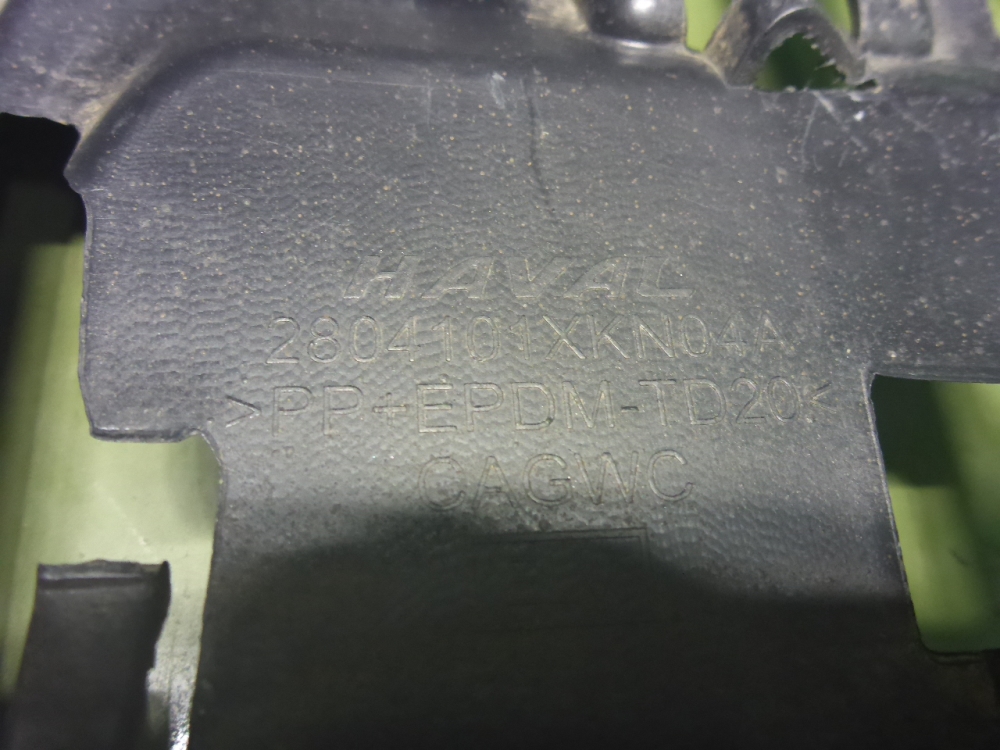 HAVAL
2804101XKN04A
>PP+EPDM-TD20<
CAGWC